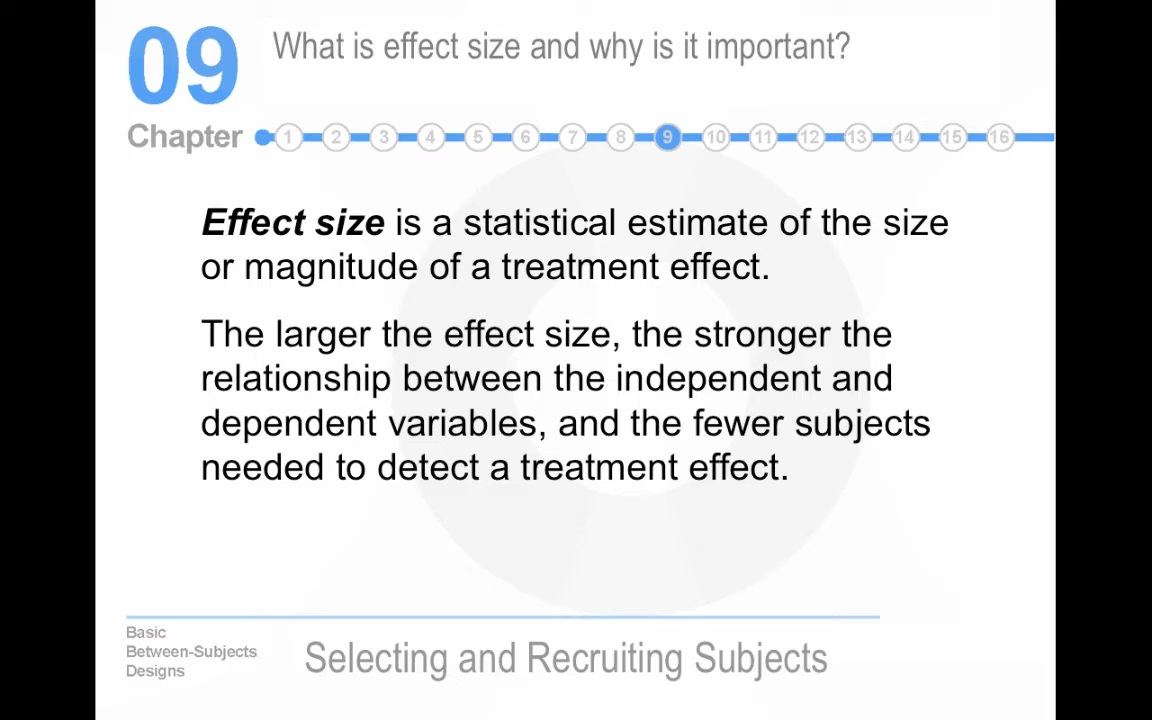 09
What is effect size and why is it important?
Chapter
1 2 3 4 5 6 7 8 9 10 11 12 13 14 15 16
Effect size is a statistical estimate of the size
or magnitude of a treatment effect.
The larger the effect size, the stronger the
relationship between the independent and
dependent variables, and the fewer subjects
needed to detect a treatment effect.
Basic
Between-Subjects
Designs
Selecting and Recruiting Subjects